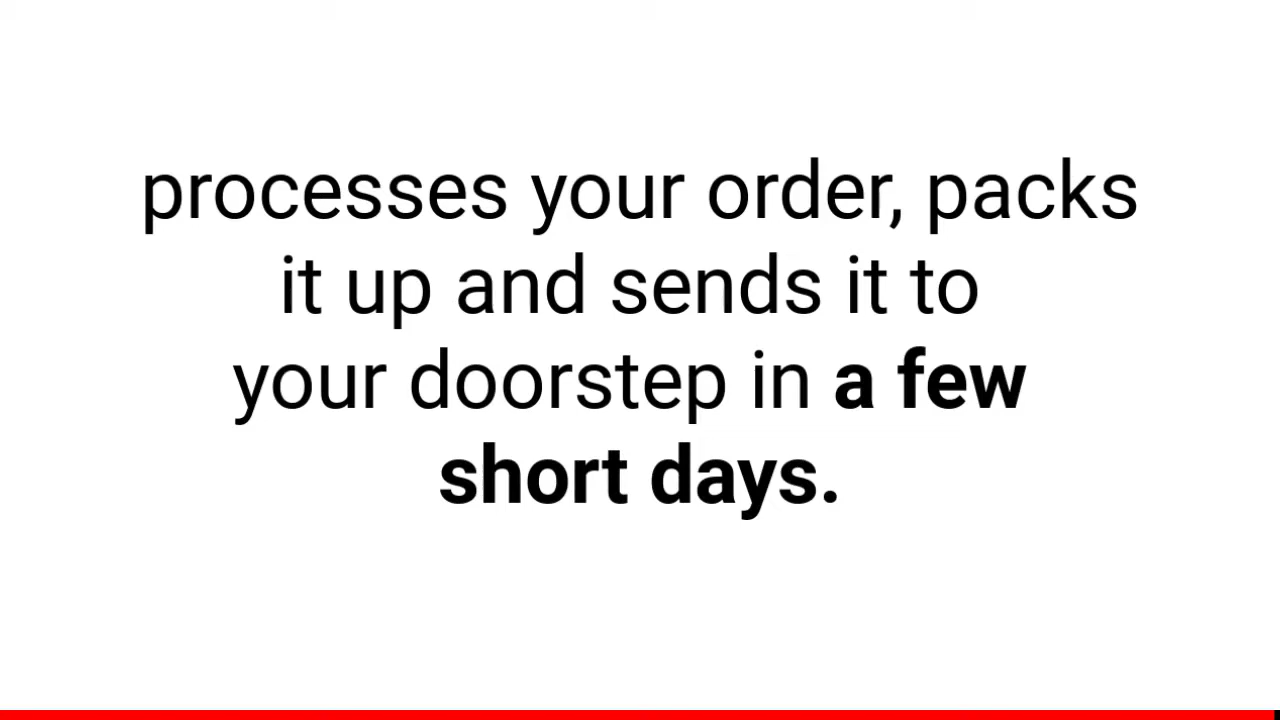 processes your order, packs
it up and sends it to
your doorstep in a few
short days.